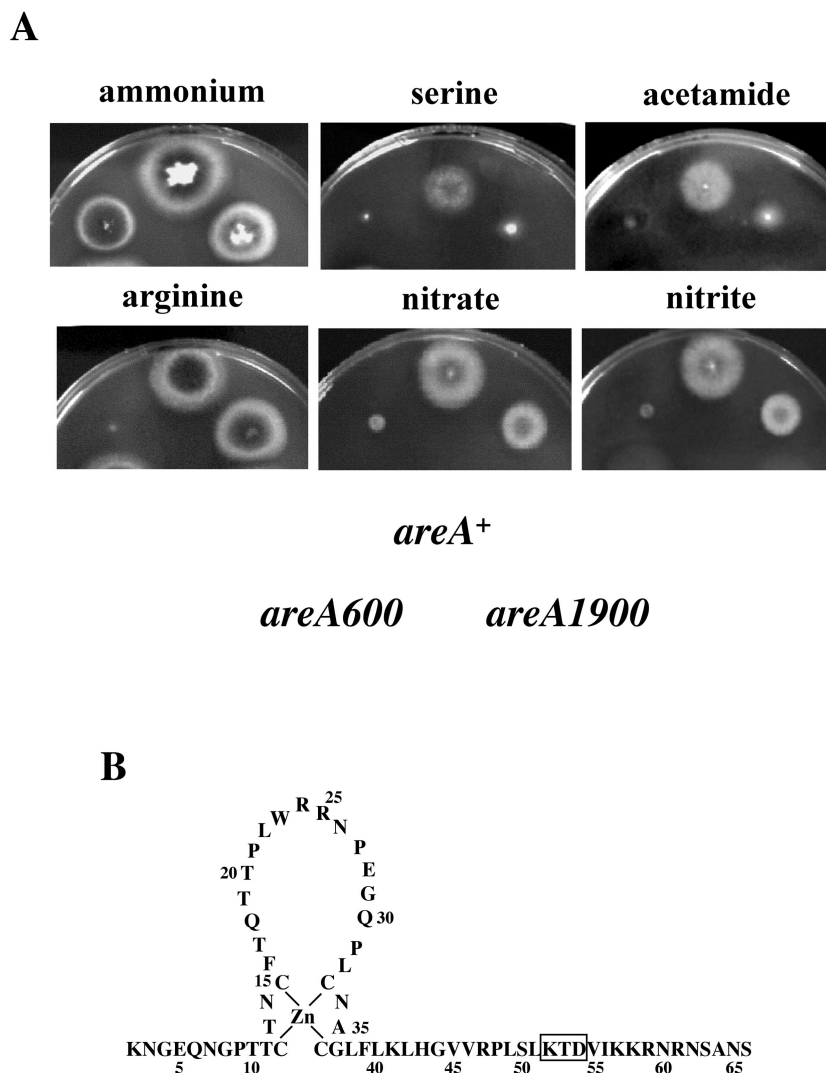 A
ammonium serine acetamide
arginine nitrate nitrite
areA+
areA600 areA1900
B
25
R R
W N
L P
P E
20 T G
T Q 30
Q P
T L
F C
15 C N
N Zn A 35
T
KNGEQNGPTTC CGLFLKLHGVVRPLSLKTDVIKKRNRNSANS
5 10 40 45 50 55 60 65